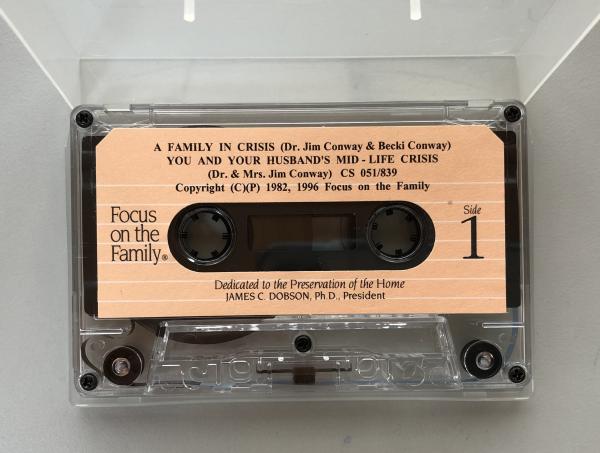 A FAMILY IN CRISIS (Dr. Jim Conway & Becki Conway)
YOU AND YOUR HUSBAND'S MID - LIFE CRISIS
(Dr. & Mrs. Jim Conway) CS 051/839
Copyright (C)(P) 1982, 1996 Focus on the Family
Focus
on the
Family®
Side
1
Dedicated to the Preservation of the Home
JAMES C. DOBSON, Ph.D., President